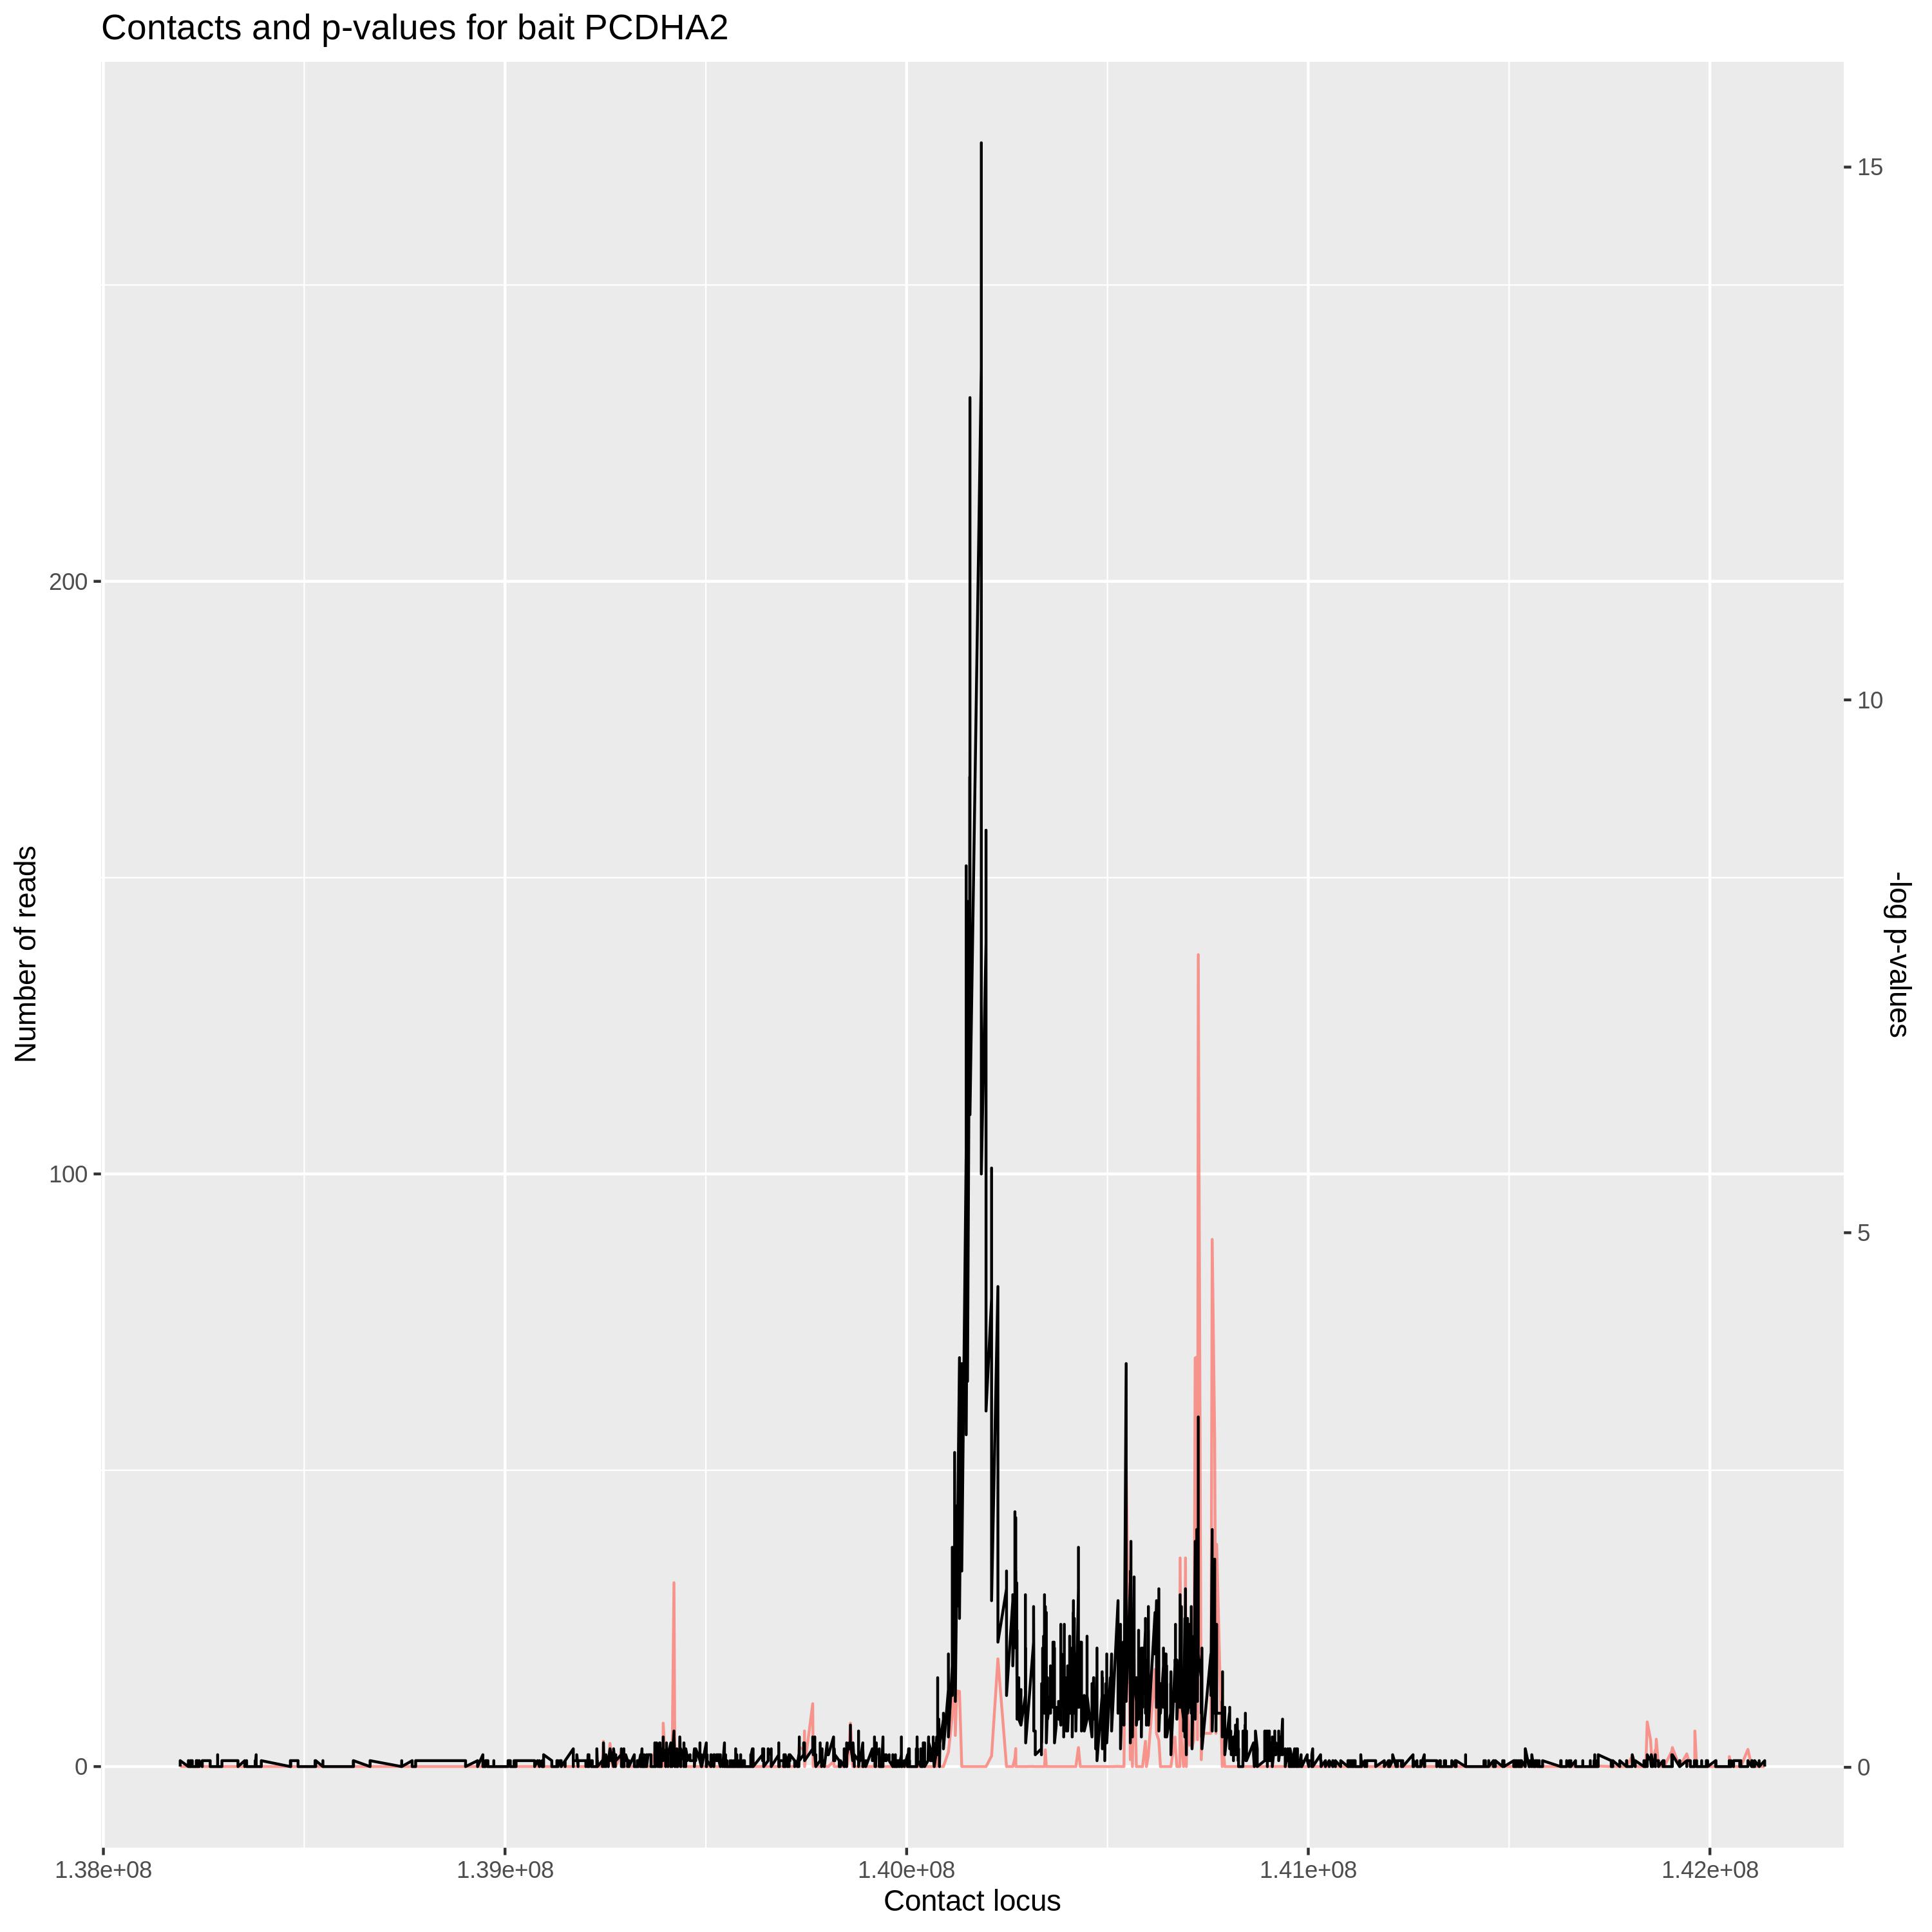 Contacts and p-values for bait PCDHA2
Number of reads
200
100
0
15
10
5
0
-log p-values
1.38e+08
1.39e+08
1.40e+08
1.41e+08
1.42e+08
Contact locus